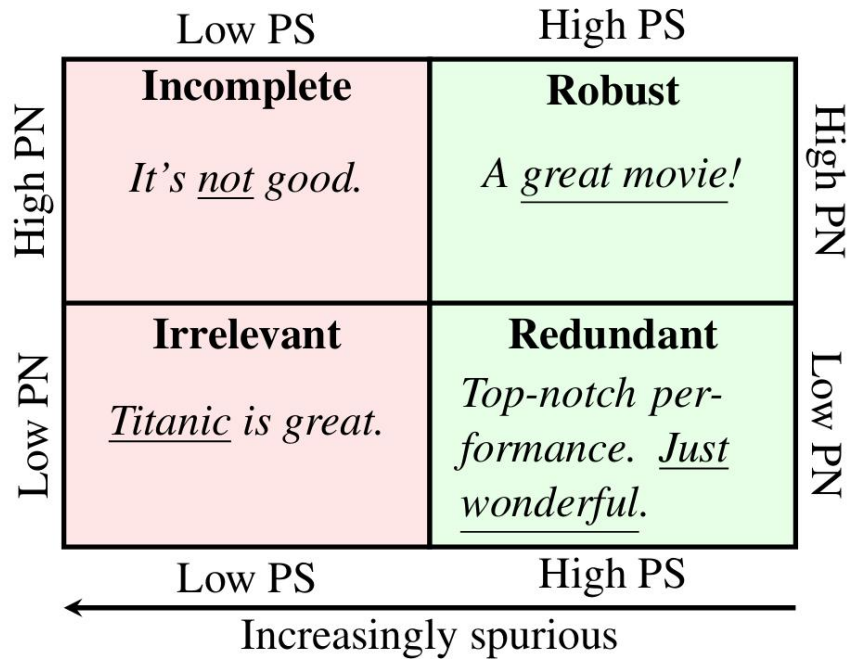 Low PS High PS
Incomplete Robust
High PN It's not good. A great movie! High PN
Irrelevant Redundant
Low PN Titanic is great. Top-notch per-
formance. Just Low PN
wonderful.
Low PS High PS
Increasingly spurious